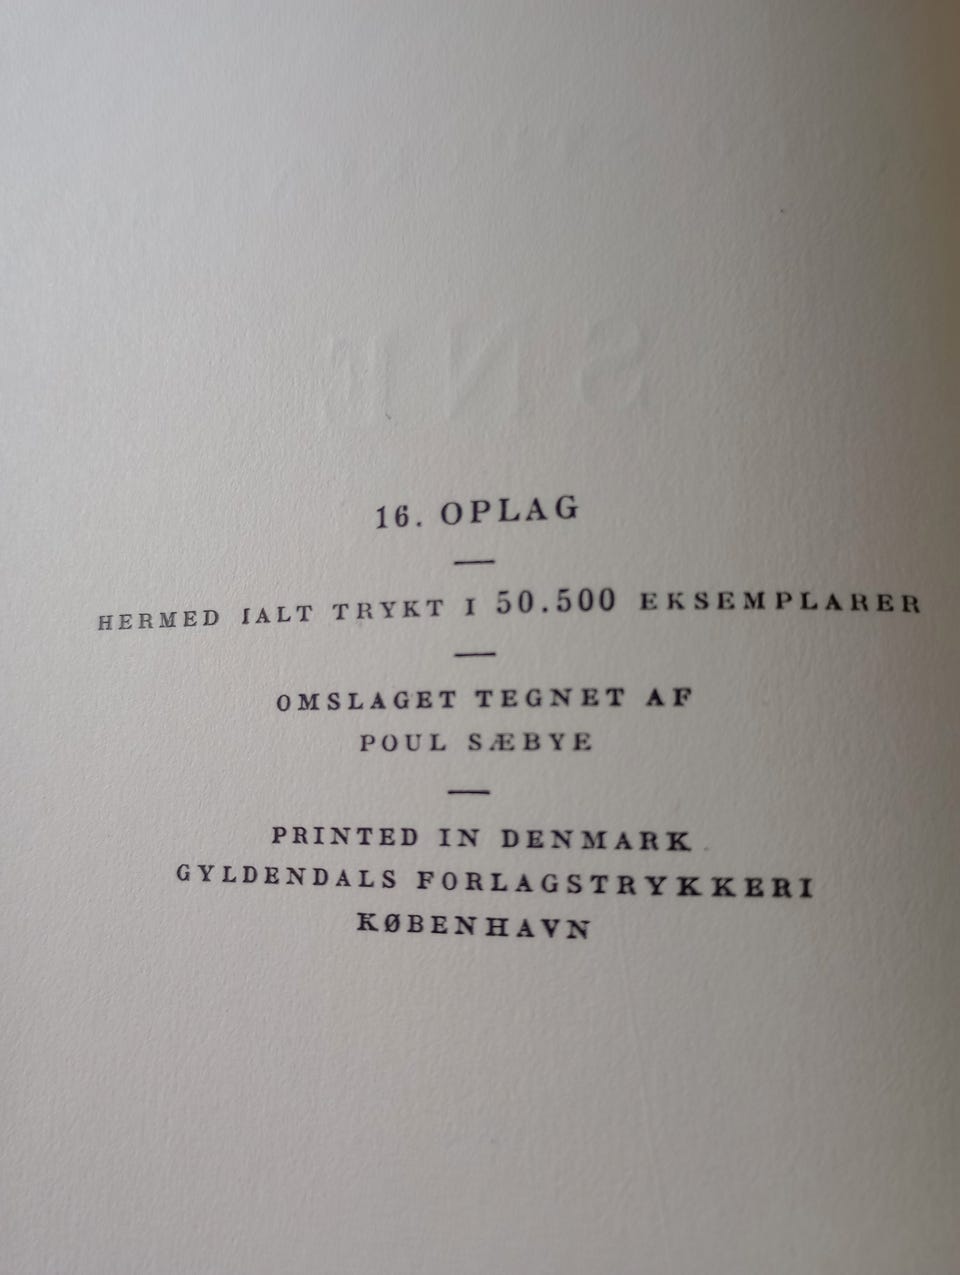 16. OPLAG
HERMED IALT TRYKT I 50.500 EKSEMPLARER
OMSLAGET TEGNET AF
POUL SÆBYE
PRINTED IN DENMARK
GYLDENDALS FORLAGSTRYKKERI
KØBENHAVN